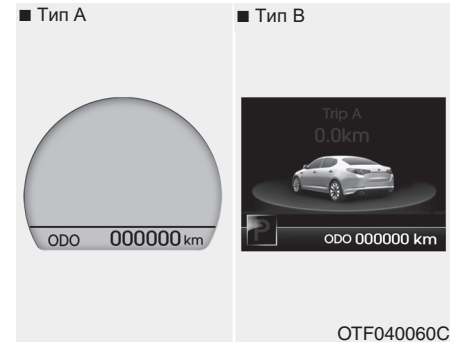 ■ Тип A
ODO 000000 km
■ Тип B
Trip A
0.0km
P
ODO 000000 km
OTF040060C